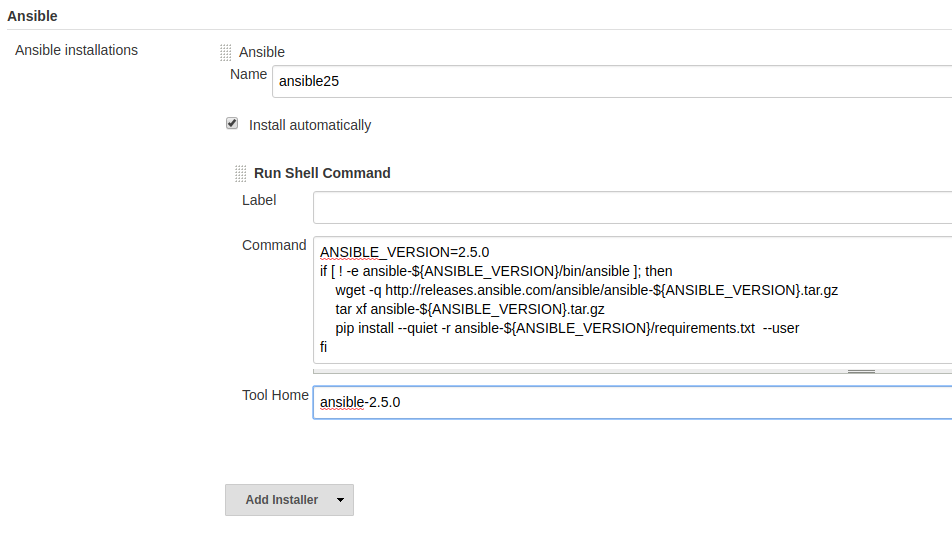 Ansible
Ansible installations
Ansible
Name
ansible25
Install automatically
Run Shell Command
Label
Command
ANSIBLE_VERSION=2.5.0
if [ ! -e ansible-${ANSIBLE_VERSION}/bin/ansible ]; then
    wget -q http://releases.ansible.com/ansible/ansible-${ANSIBLE_VERSION}.tar.gz
    tar xf ansible-${ANSIBLE_VERSION}.tar.gz
    pip install --quiet -r ansible-${ANSIBLE_VERSION}/requirements.txt  --user
fi
Tool Home
ansible-2.5.0
Add Installer